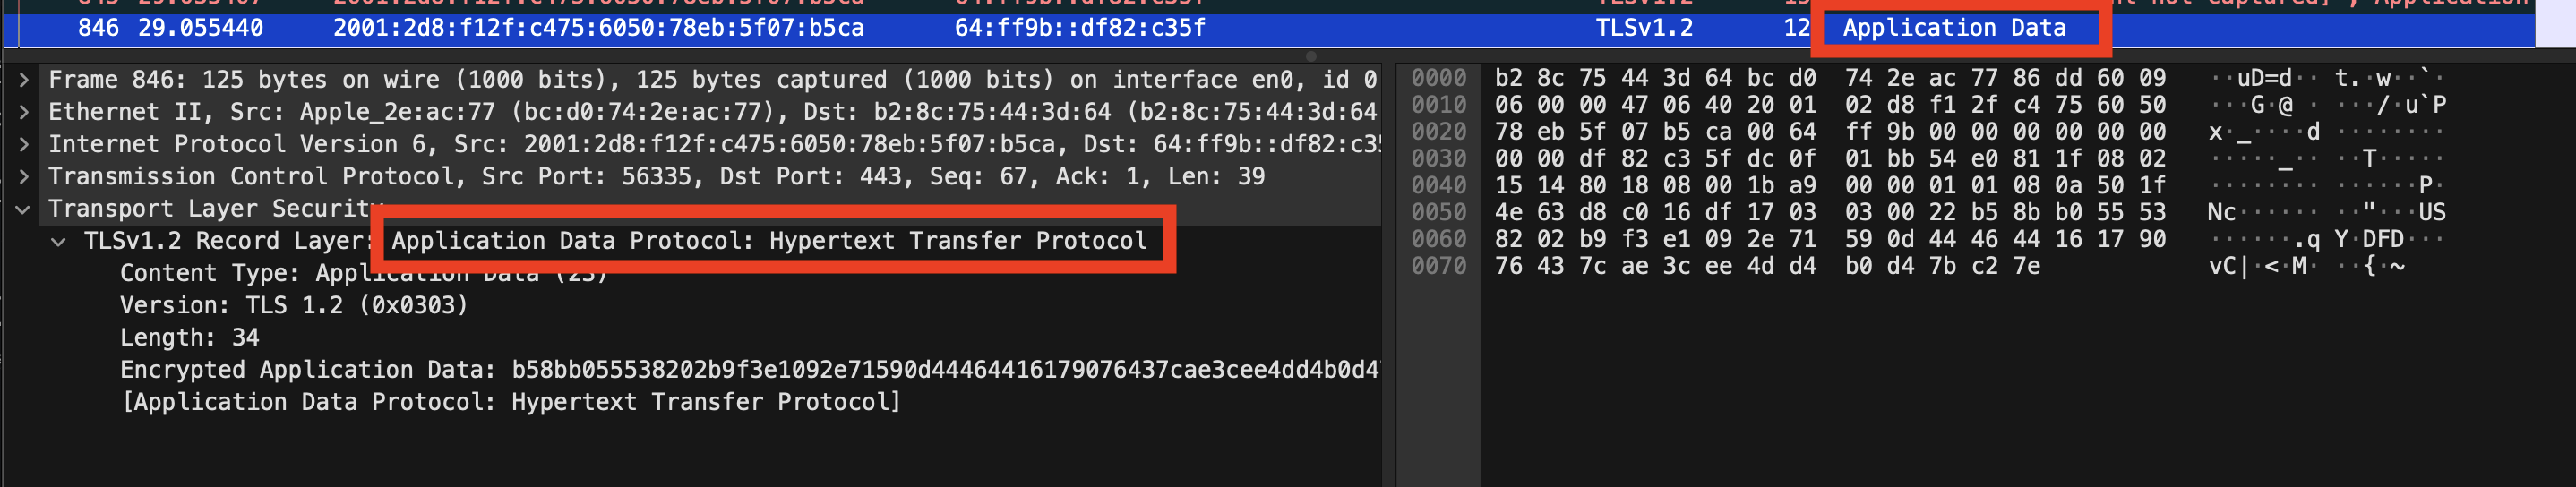 846 29.055440 2001:2d8:f12f:c475:6050:78eb:5f07:b5ca 64:ff9b::df82:c35f TLSv1.2 12 Application Data
Frame 846: 125 bytes on wire (1000 bits), 125 bytes captured (1000 bits) on interface en0, id 0
Ethernet II, Src: Apple_2e:ac:77 (bc:d0:74:2e:ac:77), Dst: b2:8c:75:44:3d:64 (b2:8c:75:44:3d:64
Internet Protocol Version 6, Src: 2001:2d8:f12f:c475:6050:78eb:5f07:b5ca, Dst: 64:ff9b::df82:c35
Transmission Control Protocol, Src Port: 56335, Dst Port: 443, Seq: 67, Ack: 1, Len: 39
Transport Layer Security
TLSv1.2 Record Layer: Application Data Protocol: Hypertext Transfer Protocol
Content Type: Application Data (23)
Version: TLS 1.2 (0x0303)
Length: 34
Encrypted Application Data: b58bb055538202b9f3e1092e71590d44464416179076437cae3cee4dd4b0d4
[Application Data Protocol: Hypertext Transfer Protocol]
0000 b2 8c 75 44 3d 64 bc d0 74 2e ac 77 86 dd 60 09 ··uD=d·· t.·w··`·
0010 06 00 00 47 06 40 20 01 02 d8 f1 2f c4 75 60 50 ···G·@ · ···/·u`P
0020 78 eb 5f 07 b5 ca 00 64 ff 9b 00 00 00 00 00 00 x·_····d ········
0030 00 00 df 82 c3 5f dc 0f 01 bb 54 e0 81 1f 08 02 ·····_·· ··T·····
0040 15 14 80 18 08 00 1b a9 00 00 01 01 08 0a 50 1f ········ ······P·
0050 4e 63 d8 c0 16 df 17 03 03 00 22 b5 8b b0 55 53 Nc······ ··"···US
0060 82 02 b9 f3 e1 09 2e 71 59 0d 44 46 44 16 17 90 ······.q Y·DFD···
0070 76 43 7c ae 3c ee 4d d4 b0 d4 7b c2 7e vC|·<·M· ··{·~